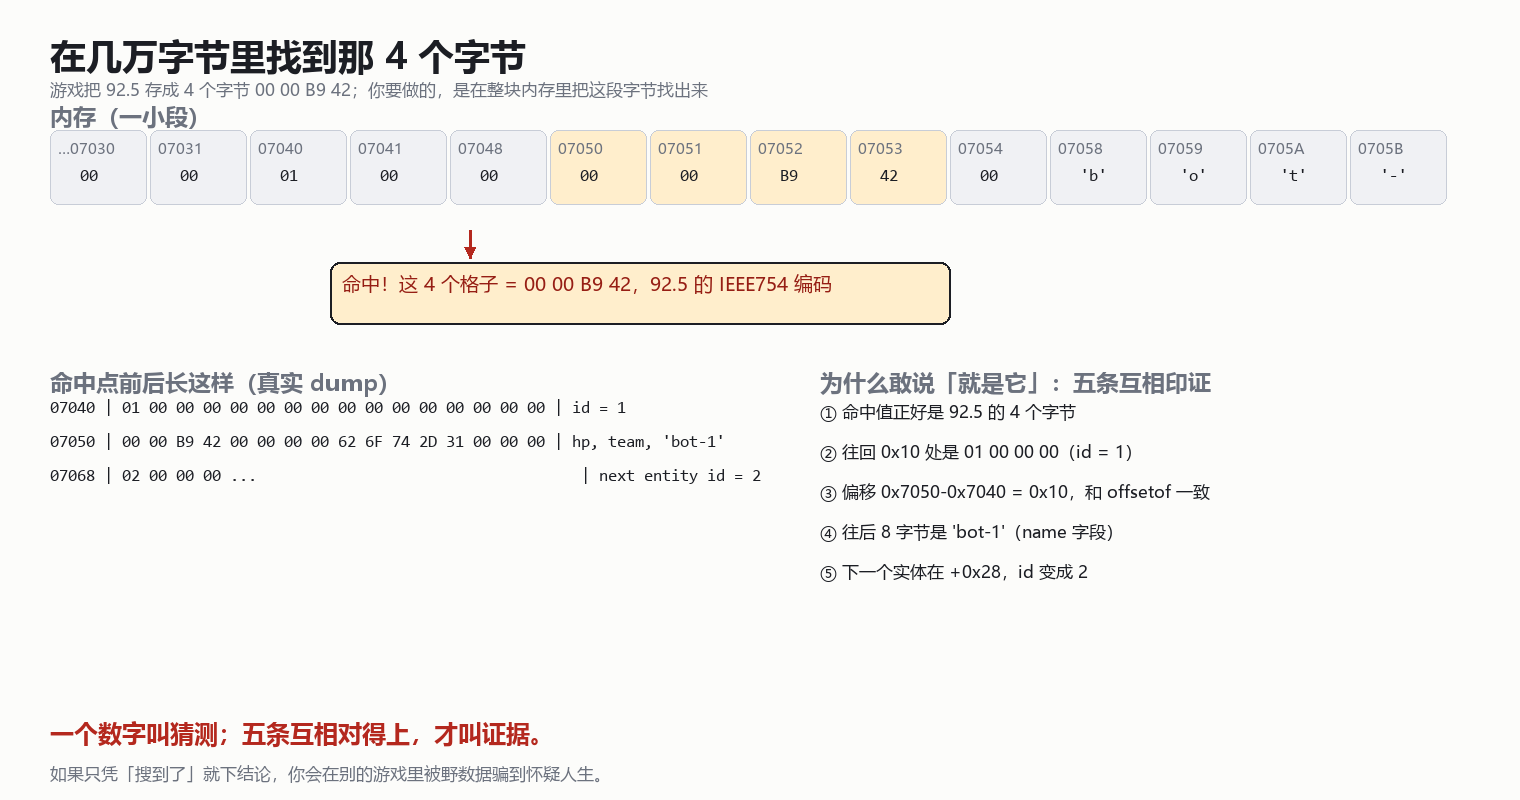 在几万字节里找到那 4 个字节
游戏把 92.5 存成 4 个字节 00 00 B9 42；你要做的，是在整块内存里把这段字节找出来
内存（一小段）
...07030 07031 07040 07041 07048 07050 07051 07052 07053 07054 07058 07059 0705A 0705B
00 00 01 00 00 00 00 B9 42 00 'b' 'o' 't' '-'
命中！这 4 个格子 = 00 00 B9 42，92.5 的 IEEE754 编码
命中点前后长这样（真实 dump）
07040 | 01 00 00 00 00 00 00 00 00 00 00 00 00 00 00 00 | id = 1
07050 | 00 00 B9 42 00 00 00 00 62 6F 74 2D 31 00 00 00 | hp, team, 'bot-1'
07068 | 02 00 00 00 ... | next entity id = 2
为什么敢说「就是它」：五条互相印证
① 命中值正好是 92.5 的 4 个字节
② 往回 0x10 处是 01 00 00 00（id = 1）
③ 偏移 0x7050-0x7040 = 0x10，和 offsetof 一致
④ 往后 8 字节是 'bot-1'（name 字段）
⑤ 下一个实体在 +0x28，id 变成 2
一个数字叫猜测；五条互相对得上，才叫证据。
如果只凭「搜到了」就下结论，你会在别的游戏里被野数据骗到怀疑人生。